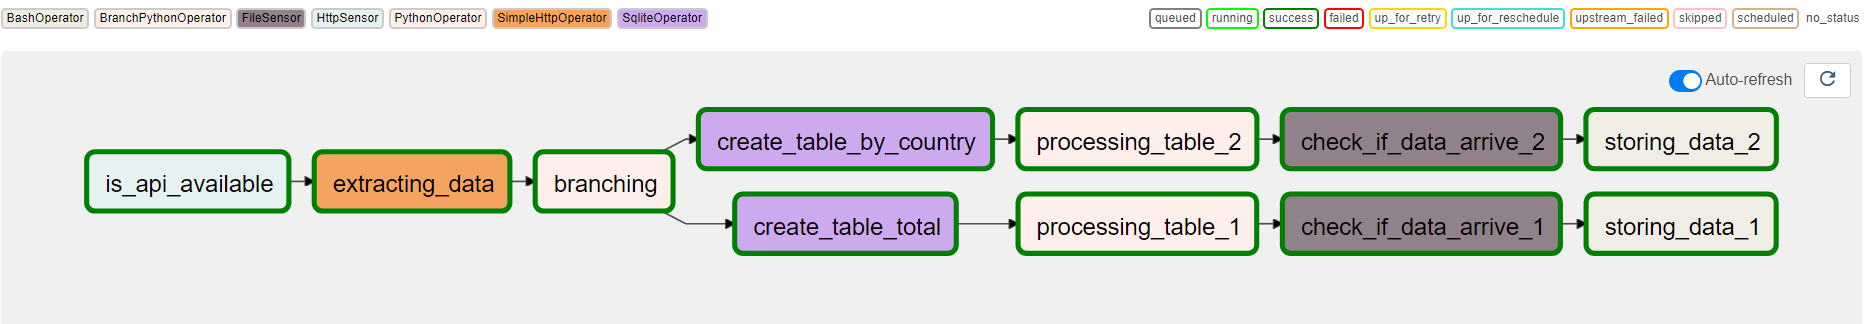 BashOperator BranchPythonOperator FileSensor HttpSensor PythonOperator SimpleHttpOperator SqliteOperator queued running success failed up_for_retry up_for_reschedule upstream_failed skipped scheduled no_status
Auto-refresh
create_table_by_country processing_table_2 check_if_data_arrive_2 storing_data_2
is_api_available extracting_data branching
create_table_total processing_table_1 check_if_data_arrive_1 storing_data_1